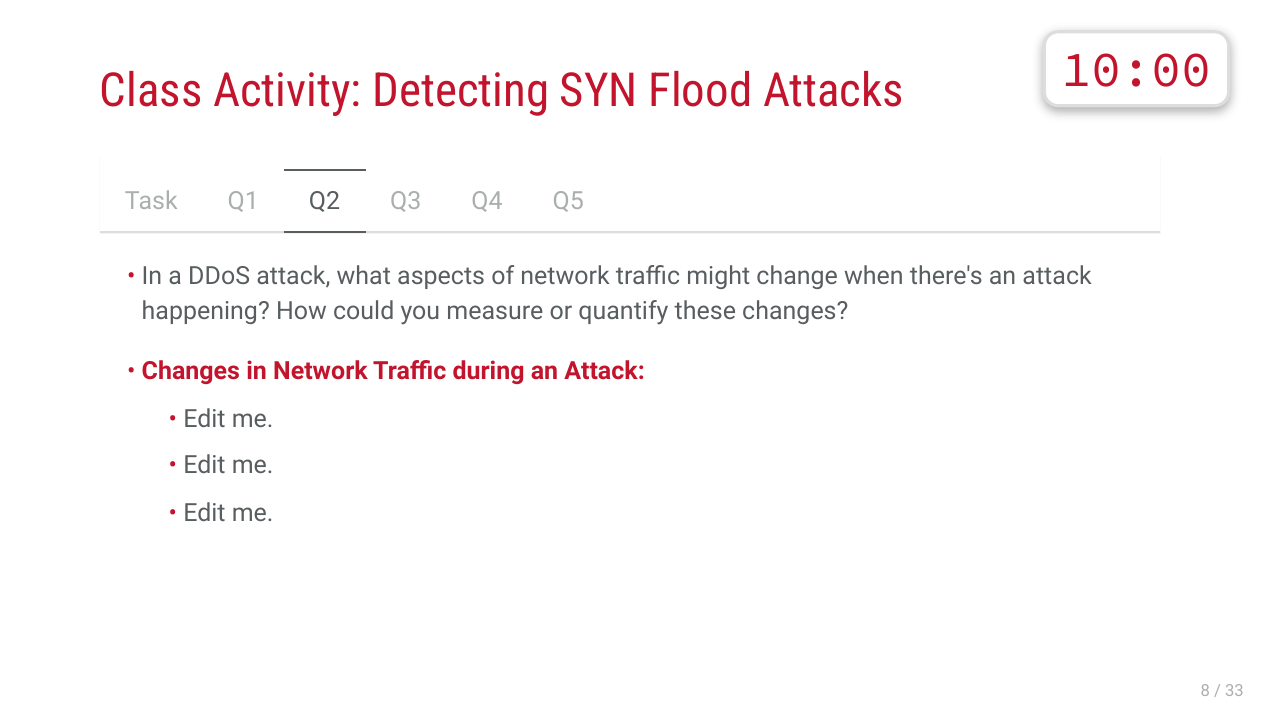 Class Activity: Detecting SYN Flood Attacks
10:00
Task Q1 Q2 Q3 Q4 Q5
• In a DDoS attack, what aspects of network traffic might change when there's an attack
happening? How could you measure or quantify these changes?
• Changes in Network Traffic during an Attack:
• Edit me.
• Edit me.
• Edit me.
8 / 33